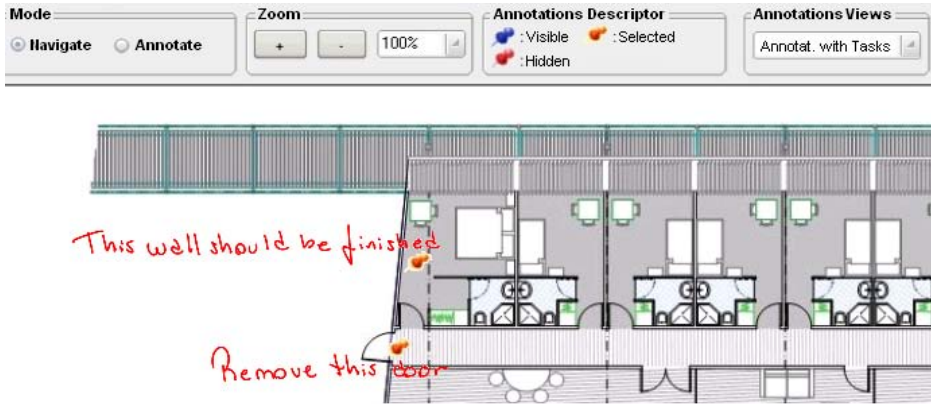 Mode
Navigate Annotate
Zoom
+ - 100%
Annotations Descriptor
:Visible :Selected
:Hidden
Annotations Views
Annotat. with Tasks
This wall should be finished
Remove this door